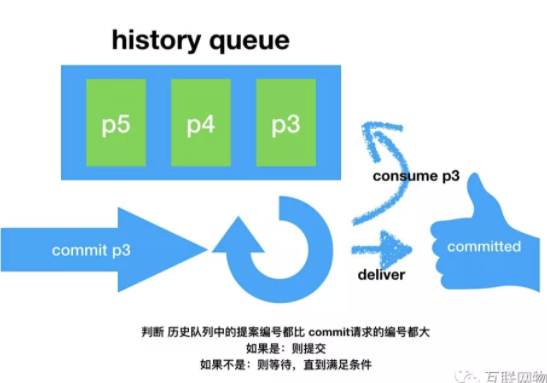 history queue
p5 p4 p3
consume p3
commit p3
committed
deliver
判断 历史队列中的提案编号都比 commit请求的编号都大
如果是：则提交
如果不是：则等待，直到满足条件
互联网物